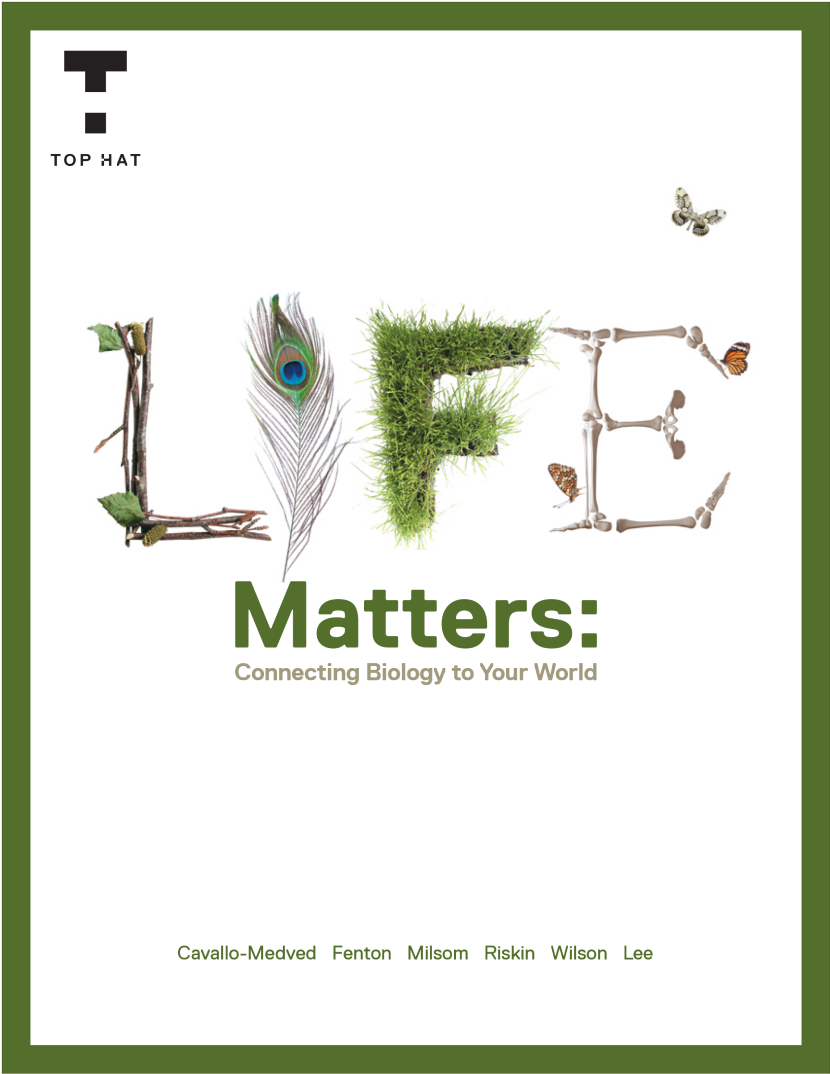 TOP HAT
LIFE
Matters:
Connecting Biology to Your World
Cavallo-Medved Fenton Milsom Riskin Wilson Lee